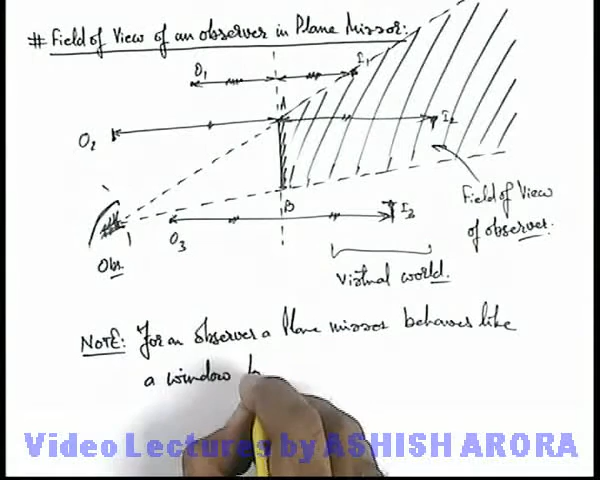 # Field of View of an observer in Plane Mirror:
O1
I1
A
O2
I2
B
O3
I3
Obs.
Field of View
of observer.
Virtual world.
NOTE: For an observer a Plane mirror behaves like
a window
Video Lectures by ASHISH ARORA